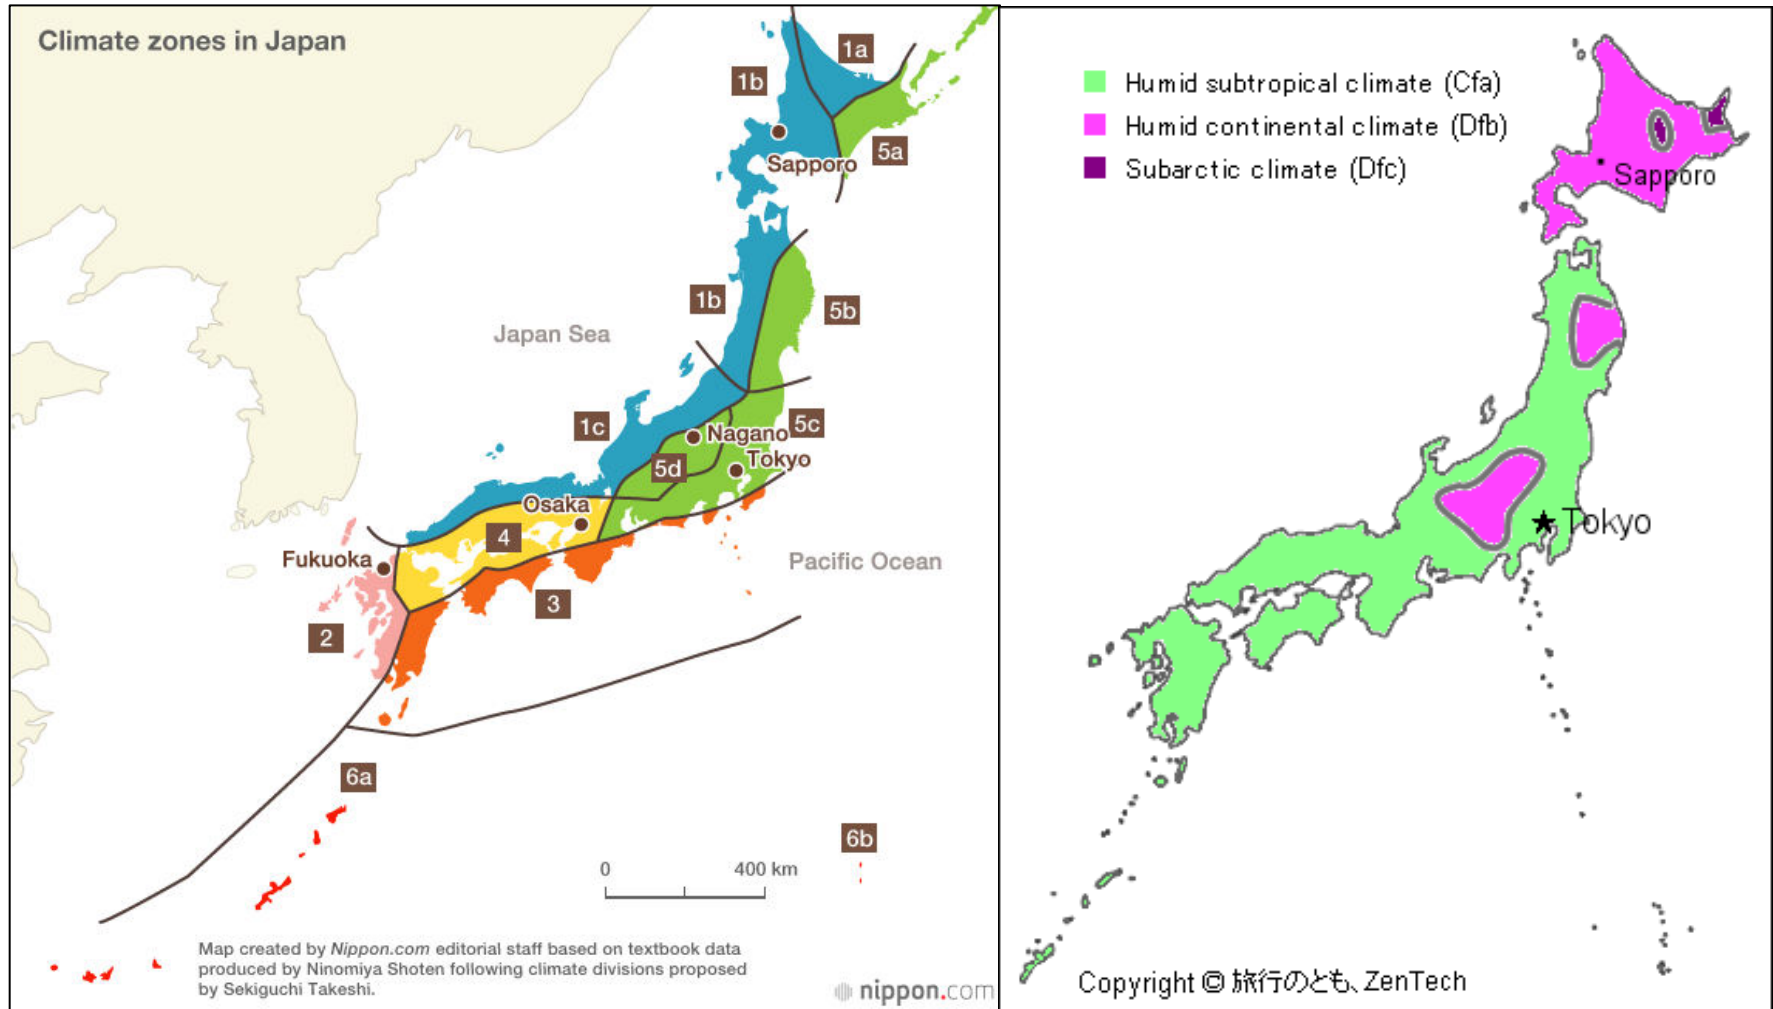 Climate zones in Japan
1a
1b
Sapporo
5a
1b
5b
Japan Sea
1c
Nagano
5c
5d
Tokyo
Osaka
4
Fukuoka
Pacific Ocean
3
2
6a
6b
0 400 km
Map created by Nippon.com editorial staff based on textbook data
produced by Ninomiya Shoten following climate divisions proposed
by Sekiguchi Takeshi.
nippon.com
Humid subtropical climate (Cfa)
Humid continental climate (Dfb)
Subarctic climate (Dfc)
Sapporo
Tokyo
Copyright © 旅行のとも、ZenTech